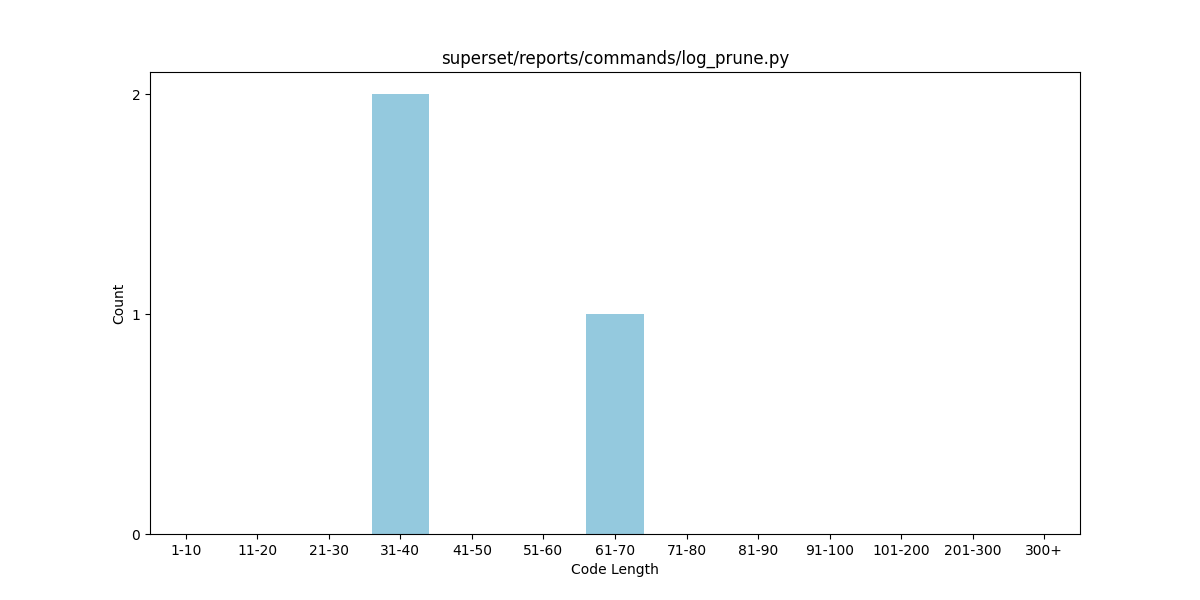 superset/reports/commands/log_prune.py
2
1
0
Count
1-10 11-20 21-30 31-40 41-50 51-60 61-70 71-80 81-90 91-100 101-200 201-300 300+
Code Length